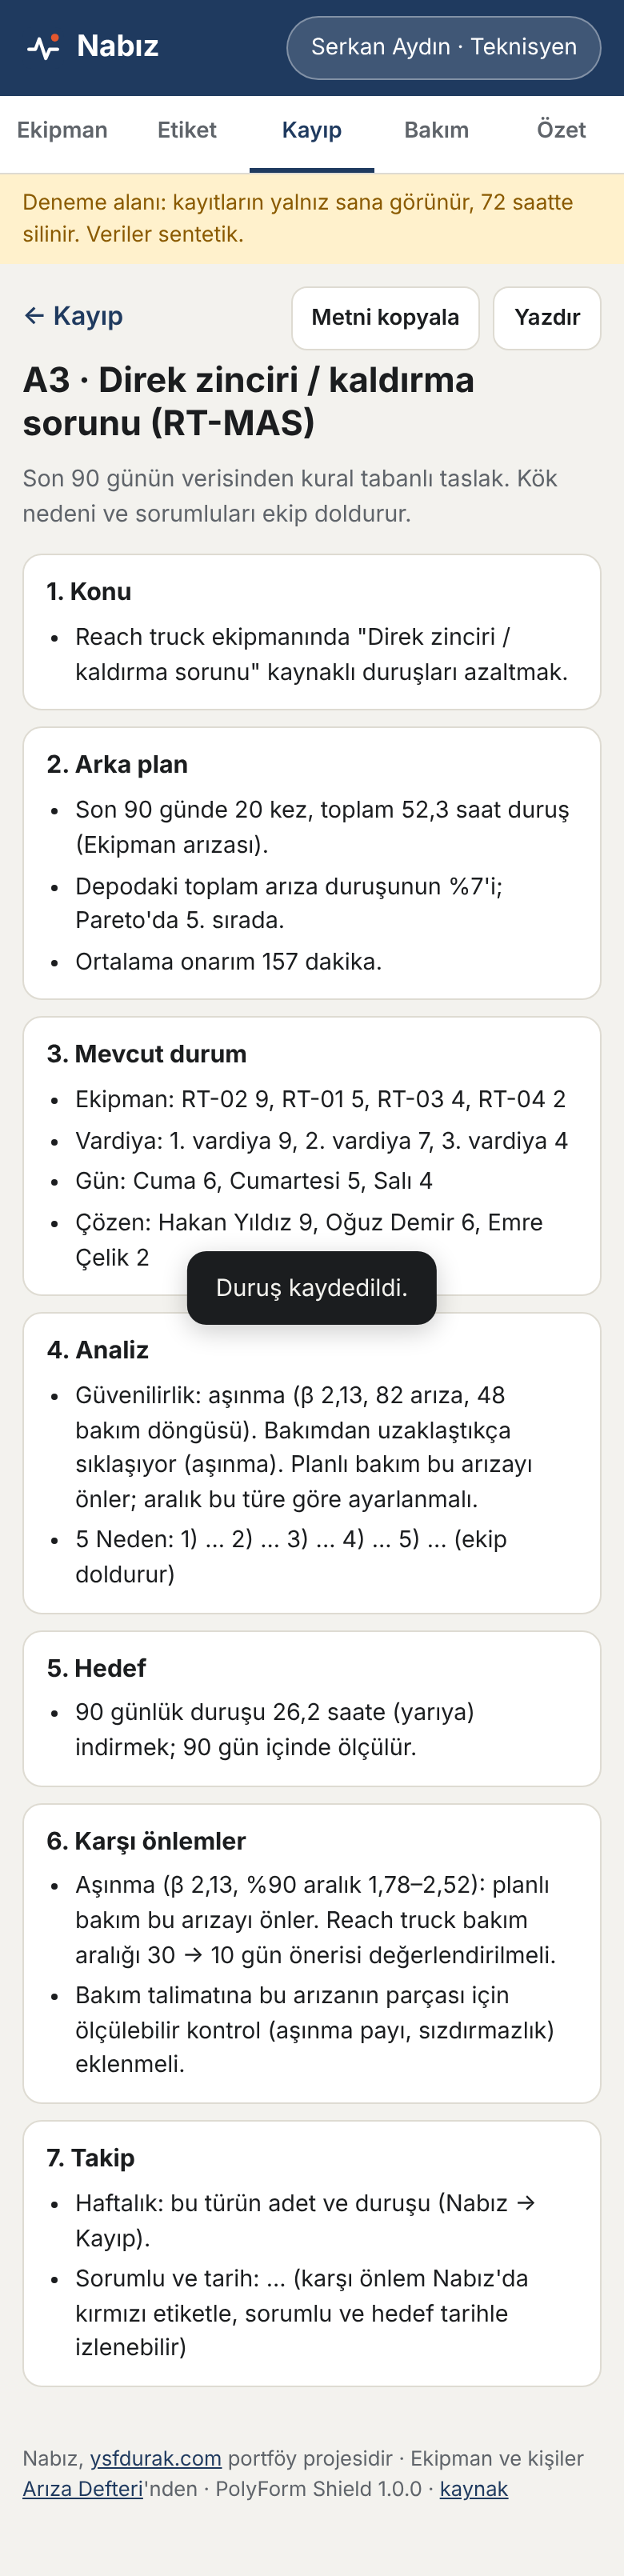 Nabız
Serkan Aydın · Teknisyen
Ekipman
Etiket
Kayıp
Bakım
Özet
Deneme alanı: kayıtların yalnız sana görünür, 72 saatte
silinir. Veriler sentetik.
← Kayıp
Metni kopyala
Yazdır
A3 · Direk zinciri / kaldırma
sorunu (RT-MAS)
Son 90 günün verisinden kural tabanlı taslak. Kök
nedeni ve sorumluları ekip doldurur.
1. Konu
• Reach truck ekipmanında "Direk zinciri /
kaldırma sorunu" kaynaklı duruşları azaltmak.
2. Arka plan
• Son 90 günde 20 kez, toplam 52,3 saat duruş
(Ekipman arızası).
• Depodaki toplam arıza duruşunun %7'i;
Pareto'da 5. sırada.
• Ortalama onarım 157 dakika.
3. Mevcut durum
• Ekipman: RT-02 9, RT-01 5, RT-03 4, RT-04 2
• Vardiya: 1. vardiya 9, 2. vardiya 7, 3. vardiya 4
• Gün: Cuma 6, Cumartesi 5, Salı 4
• Çözen: Hakan Yıldız 9, Oğuz Demir 6, Emre
Çelik 2
Duruş kaydedildi.
4. Analiz
• Güvenilirlik: aşınma (β 2,13, 82 arıza, 48
bakım döngüsü). Bakımdan uzaklaştıkça
sıklaşıyor (aşınma). Planlı bakım bu arızayı
önler; aralık bu türe göre ayarlanmalı.
• 5 Neden: 1) ... 2) ... 3) ... 4) ... 5) ... (ekip
doldurur)
5. Hedef
• 90 günlük duruşu 26,2 saate (yarıya)
indirmek; 90 gün içinde ölçülür.
6. Karşı önlemler
• Aşınma (β 2,13, %90 aralık 1,78–2,52): planlı
bakım bu arızayı önler. Reach truck bakım
aralığı 30 → 10 gün önerisi değerlendirilmeli.
• Bakım talimatına bu arızanın parçası için
ölçülebilir kontrol (aşınma payı, sızdırmazlık)
eklenmeli.
7. Takip
• Haftalık: bu türün adet ve duruşu (Nabız →
Kayıp).
• Sorumlu ve tarih: ... (karşı önlem Nabız'da
kırmızı etiketle, sorumlu ve hedef tarihle
izlenebilir)
Nabız, ysfdurak.com portföy projesidir · Ekipman ve kişiler
Arıza Defteri'nden · PolyForm Shield 1.0.0 · kaynak